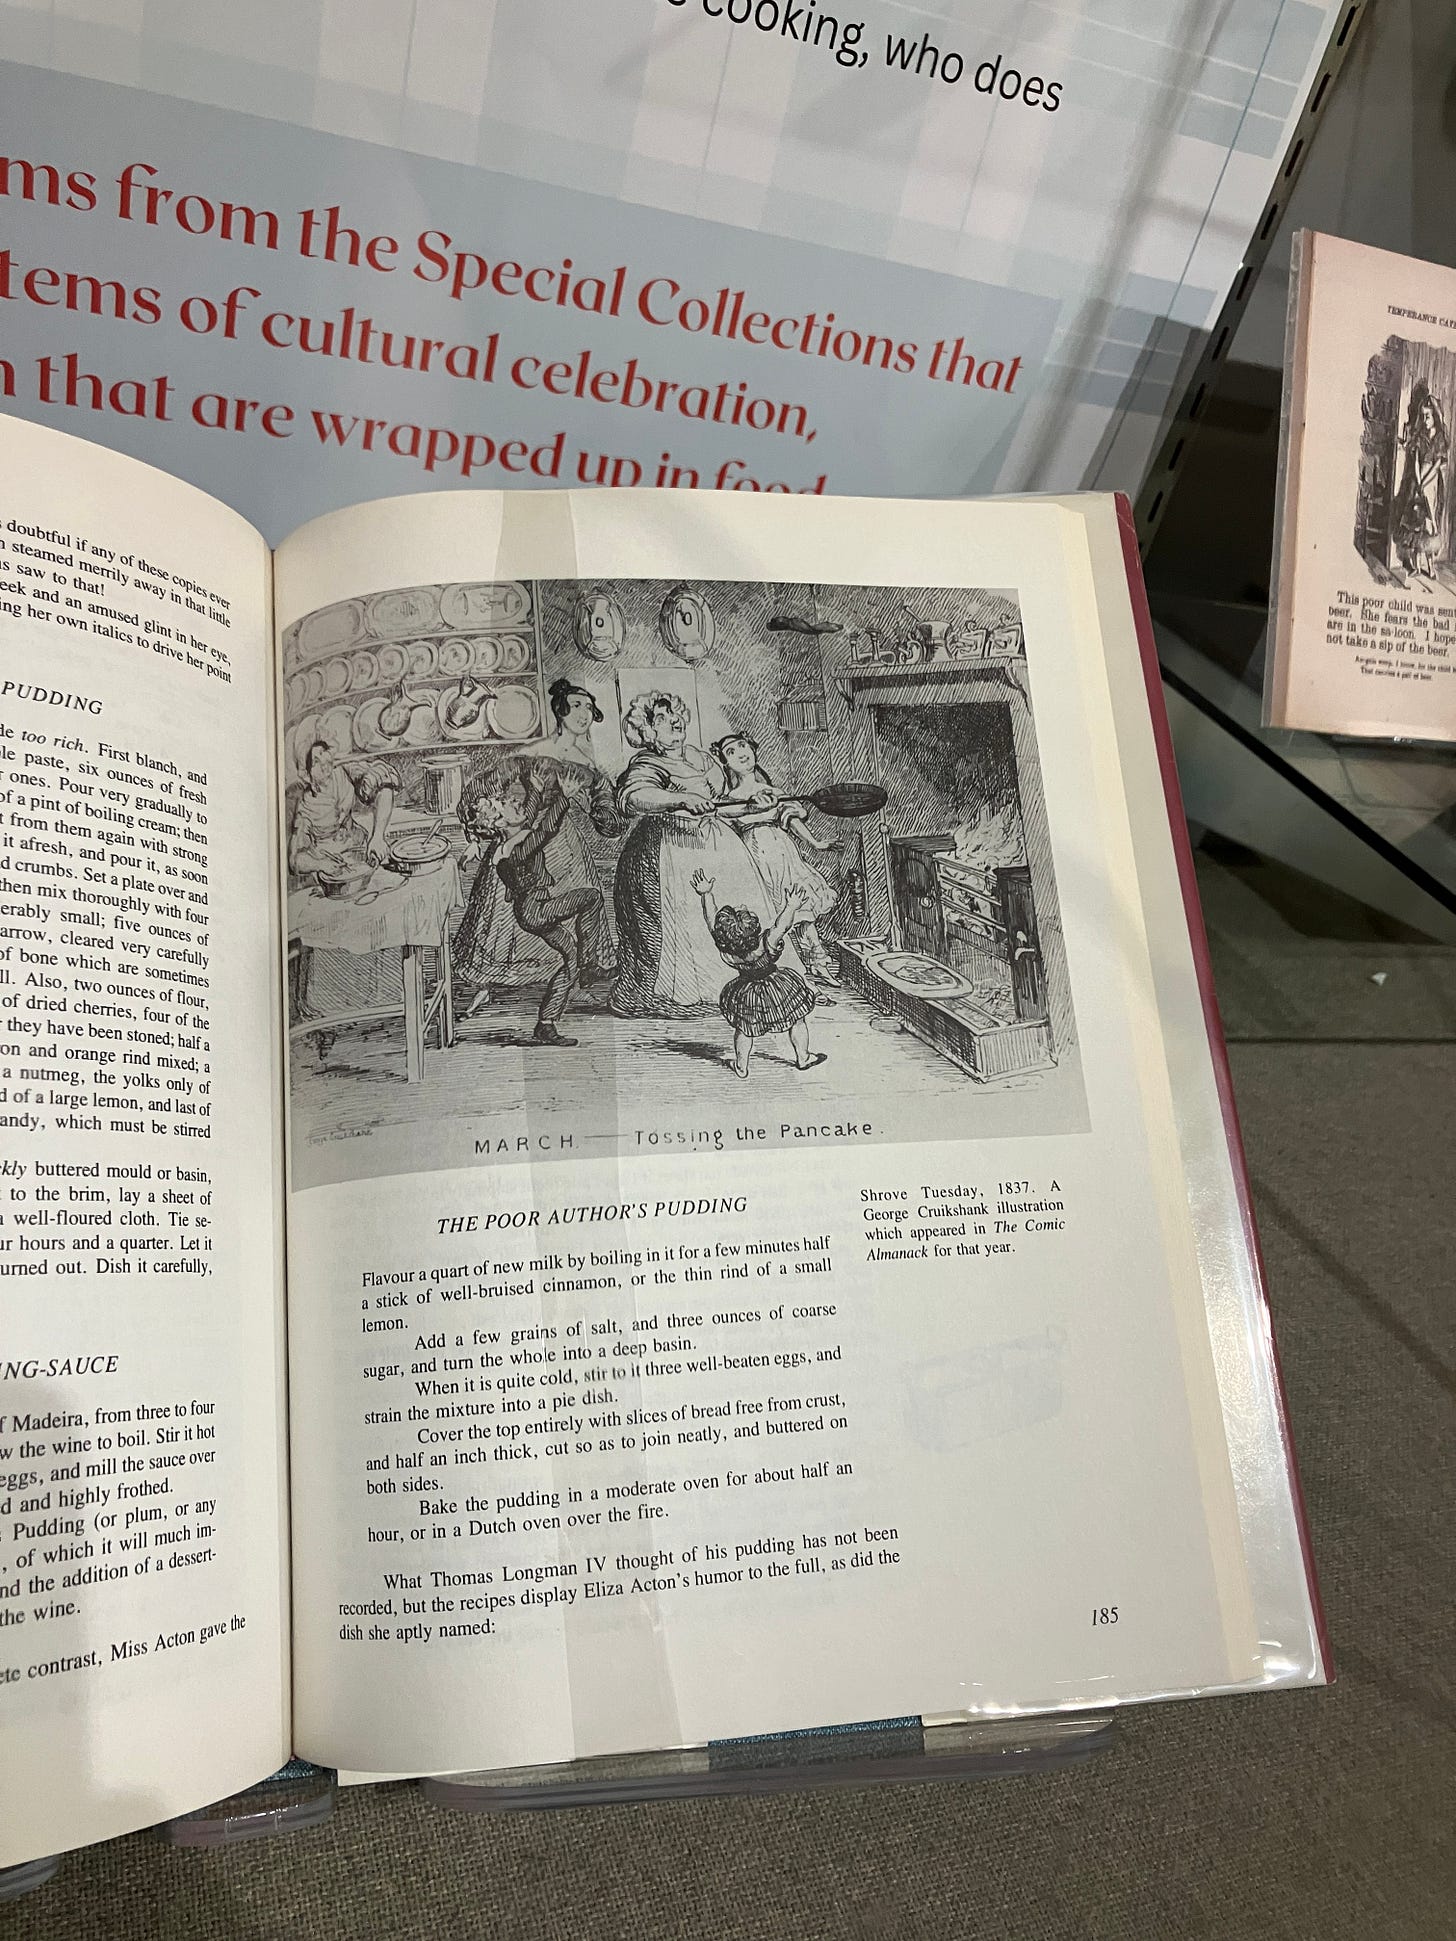 cooking, who does
ms from the Special Collections that
tems of cultural celebration,
that are wrapped up in food
doubtful if any of these copies ever
steamed merrily away in that little
saw to that!
eek and an amused glint in her eye,
ing her own italics to drive her point
PUDDING
de too rich. First blanch, and
le paste, six ounces of fresh
ones. Pour very gradually to
of a pint of boiling cream; then
t from them again with strong
it afresh, and pour it, as soon
d crumbs. Set a plate over and
then mix thoroughly with four
erably small; five ounces of
arrow, cleared very carefully
of bone which are sometimes
ll. Also, two ounces of flour,
of dried cherries, four of the
they have been stoned; half a
on and orange rind mixed; a
a nutmeg, the yolks only of
d of a large lemon, and last of
andy, which must be stirred
kly buttered mould or basin,
to the brim, lay a sheet of
well-floured cloth. Tie se-
ur hours and a quarter. Let it
urned out. Dish it carefully,
NG-SAUCE
f Madeira, from three to four
w the wine to boil. Stir it hot
eggs, and mill the sauce over
d and highly frothed.
Pudding (or plum, or any
, of which it will much im-
nd the addition of a dessert-
the wine.
ete contrast, Miss Acton gave the
MARCH.— Tossing the Pancake.
Shrove Tuesday, 1837. A
George Cruikshank illustration
which appeared in The Comic
Almanack for that year.
THE POOR AUTHOR'S PUDDING
Flavour a quart of new milk by boiling in it for a few minutes half
a stick of well-bruised cinnamon, or the thin rind of a small
lemon.
Add a few grains of salt, and three ounces of coarse
sugar, and turn the whole into a deep basin.
When it is quite cold, stir to it three well-beaten eggs, and
strain the mixture into a pie dish.
Cover the top entirely with slices of bread free from crust,
and half an inch thick, cut so as to join neatly, and buttered on
both sides.
Bake the pudding in a moderate oven for about half an
hour, or in a Dutch oven over the fire.
What Thomas Longman IV thought of his pudding has not been
recorded, but the recipes display Eliza Acton's humor to the full, as did the
dish she aptly named:
185
TEMPERANCE
This poor child was sent
beer. She fears the bad
are in the sa-loon. I hope
not take a sip of the beer.
That carries a pail of beer.